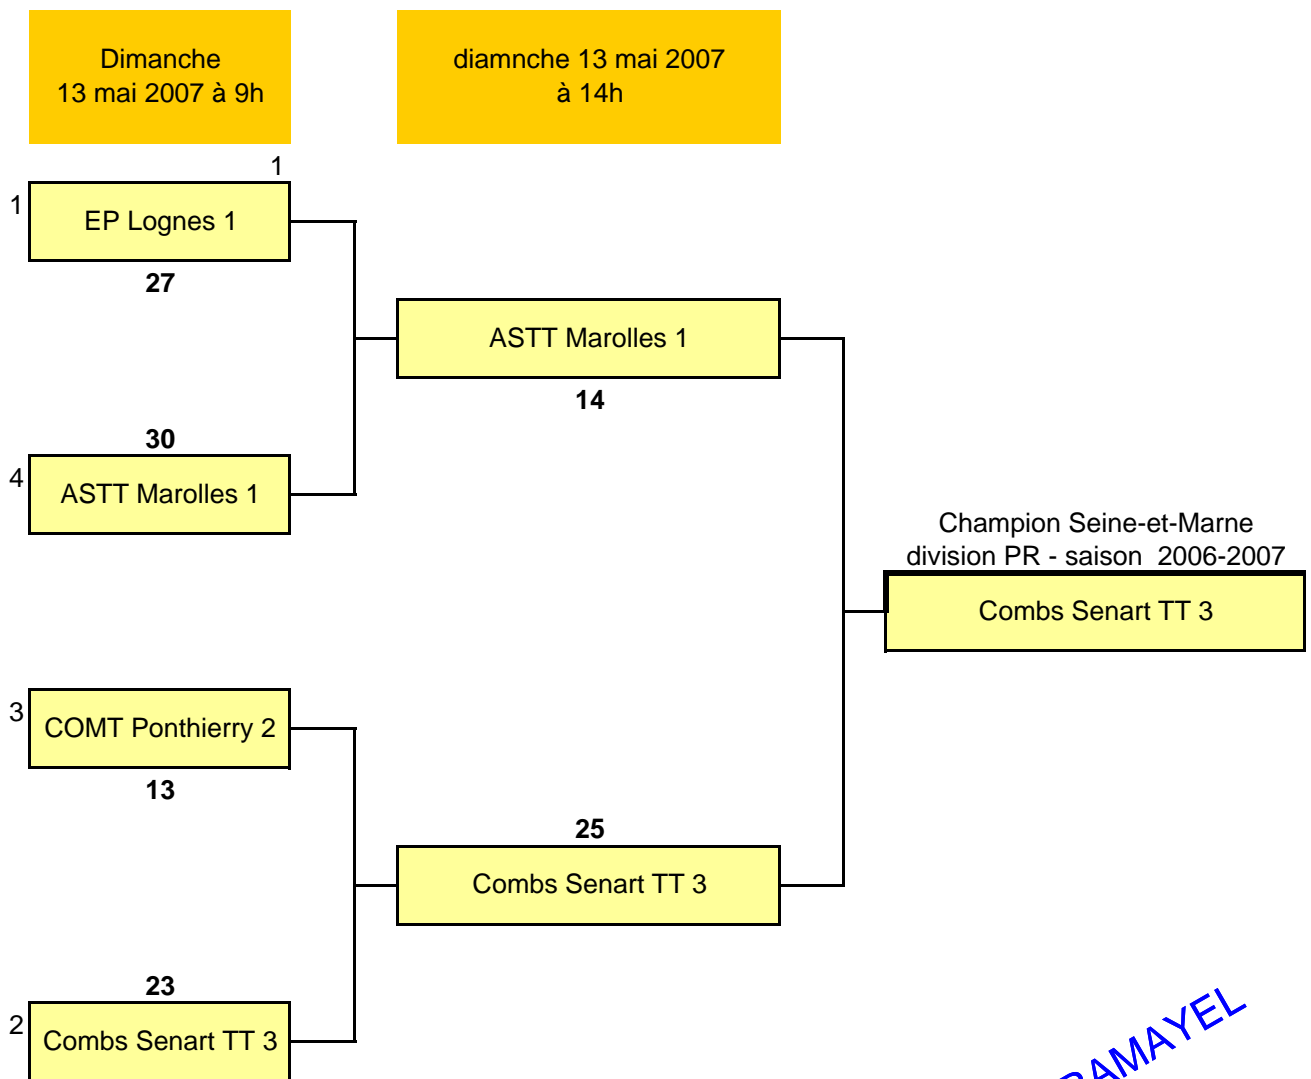 Dimanche
13 mai 2007 à 9h
diamnche 13 mai 2007
à 14h
1
1
EP Lognes 1
27
ASTT Marolles 1
14
30
4
ASTT Marolles 1
Champion Seine-et-Marne
division PR - saison 2006-2007
Combs Senart TT 3
3
COMT Ponthierry 2
13
25
Combs Senart TT 3
23
2
Combs Senart TT 3